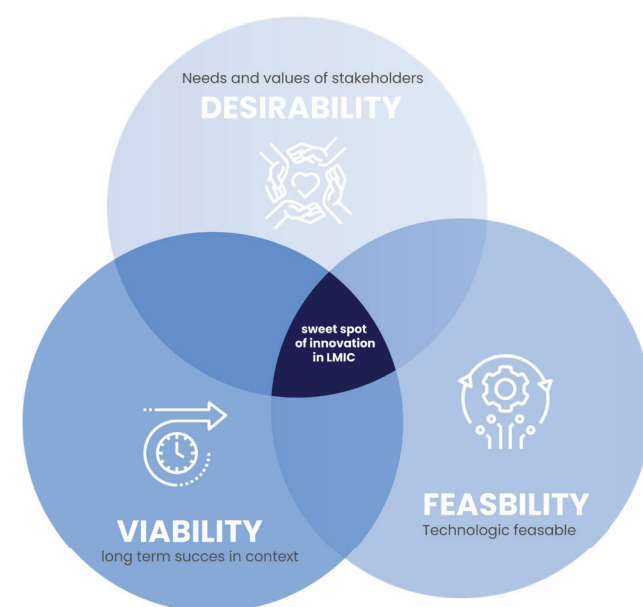 Needs and values of stakeholders
DESIRABILITY
sweet spot
of innovation
in LMIC
VIABILITY
long term succes in context
FEASBILITY
Technologic feasable